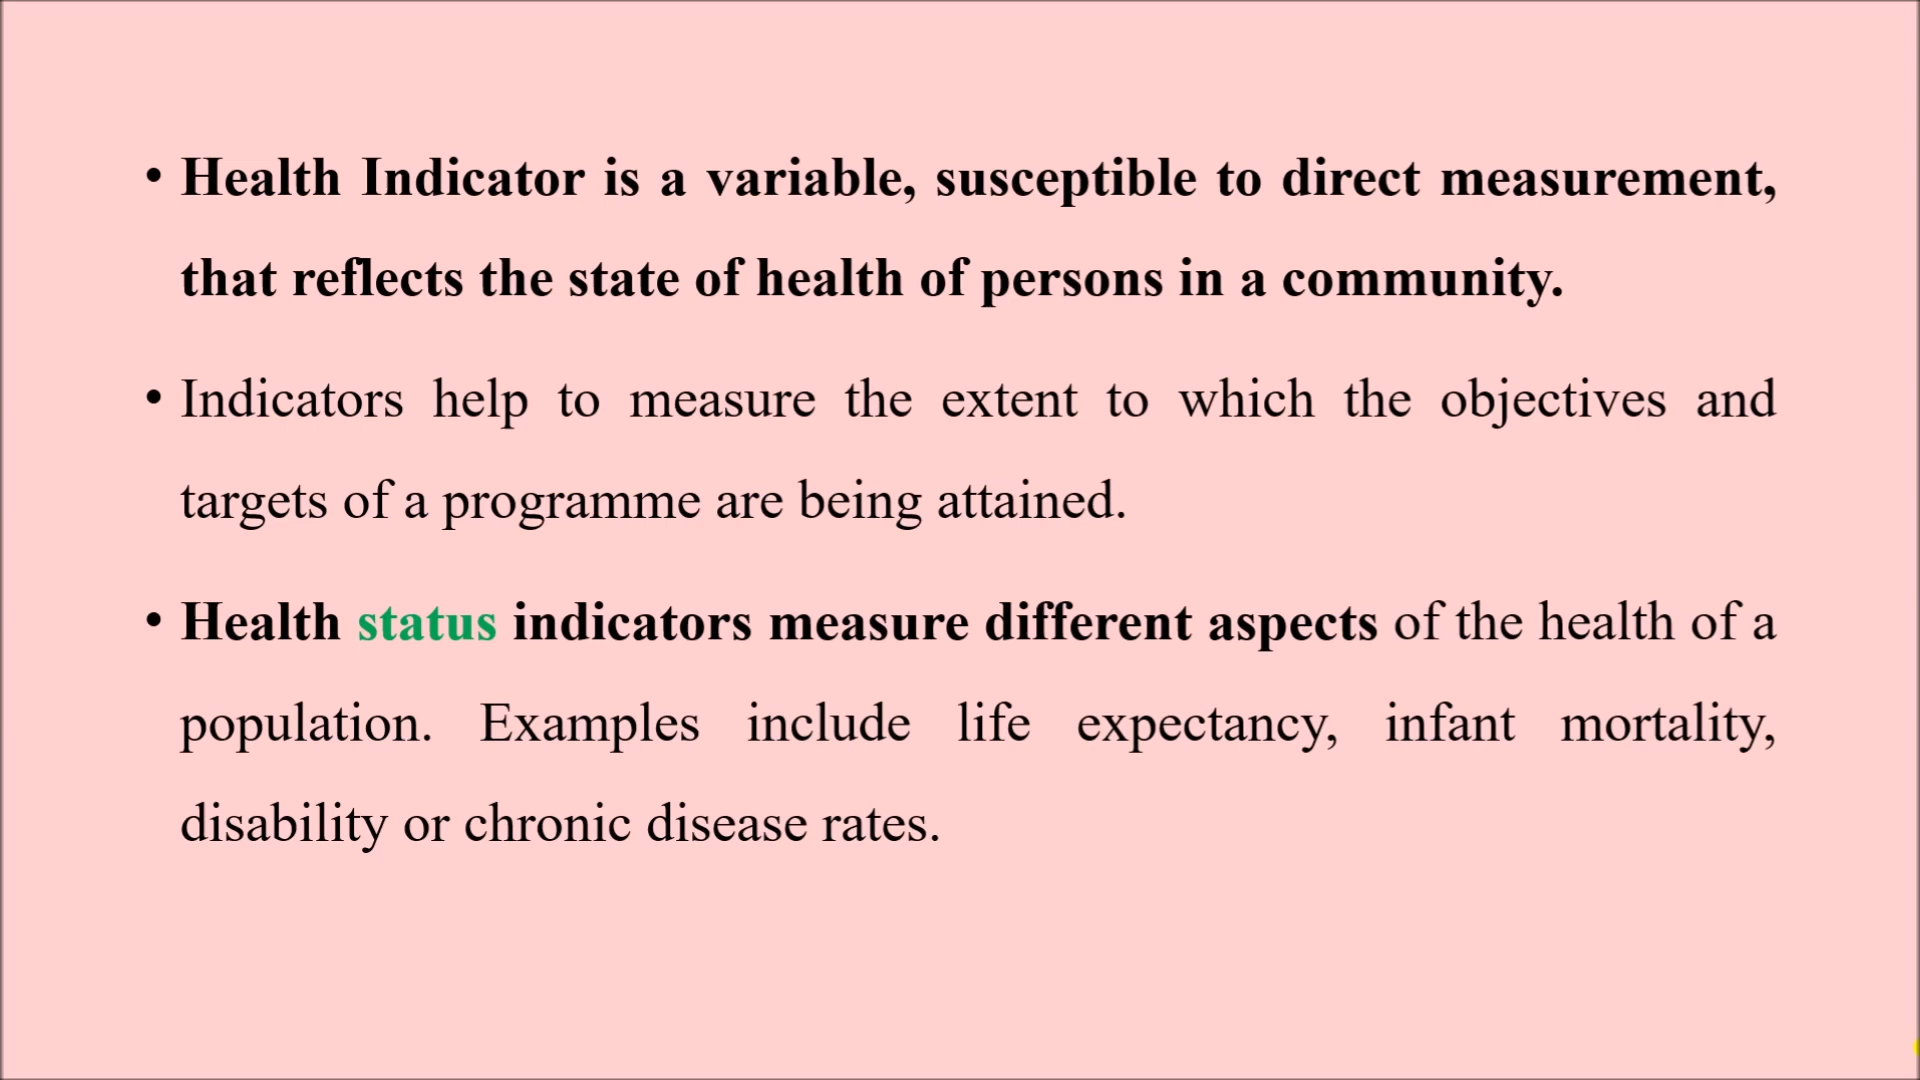 • Health Indicator is a variable, susceptible to direct measurement,
that reflects the state of health of persons in a community.
• Indicators help to measure the extent to which the objectives and
targets of a programme are being attained.
• Health status indicators measure different aspects of the health of a
population. Examples include life expectancy, infant mortality,
disability or chronic disease rates.